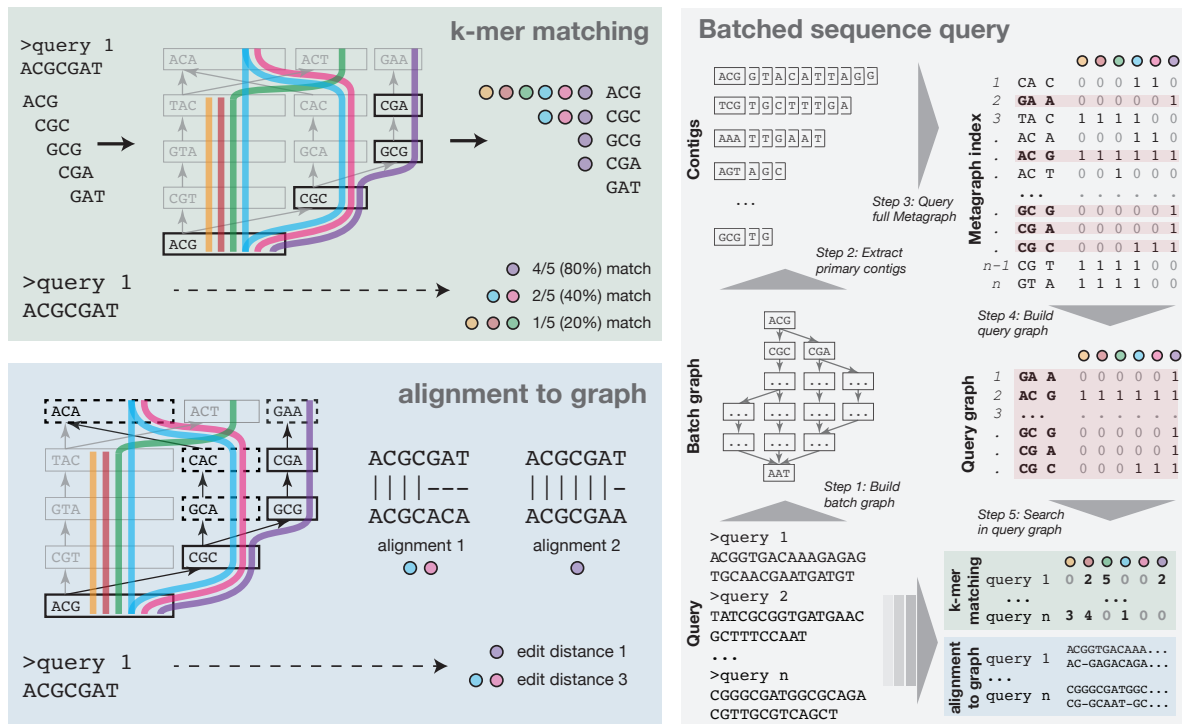 k-mer matching
>query 1
ACGCGAT
ACG
CGC
GCG
CGA
GAT
ACA
ACT
GAA
TAC
CAC
CGA
GTA
GCA
GCG
CGT
CGC
ACG
ACG
CGC
GCG
CGA
GAT
>query 1
ACGCGAT
4/5 (80%) match
2/5 (40%) match
1/5 (20%) match
alignment to graph
ACA
ACT
GAA
TAC
CAC
CGA
GTA
GCA
GCG
CGT
CGC
ACG
ACGCGAT
||||---
ACGCACA
alignment 1
ACGCGAT
||||||-
ACGCGAA
alignment 2
>query 1
ACGCGAT
edit distance 1
edit distance 3
Batched sequence query
Contigs
ACG G T A C A T T A G G
TCG T G C T T T G A
AAA T T G A A T
AGT A G C
...
GCG T G
Step 3: Query
full Metagraph
Step 2: Extract
primary contigs
Metagraph index
1 CA C 0 0 0 1 1 0
2 GA A 0 0 0 0 0 1
3 TA C 1 1 1 1 0 0
. AC A 0 0 0 1 1 0
. AC G 1 1 1 1 1 1
. AC T 0 0 1 0 0 0
... . . . . . .
. GC G 0 0 0 0 0 1
. CG A 0 0 0 0 0 1
. CG C 0 0 0 1 1 1
n-1 CG T 1 1 1 1 0 0
n GT A 1 1 1 1 0 0
Step 4: Build
query graph
Batch graph
ACG
CGC
CGA
... ... ...
... ... ... ...
... ... ...
AAT
Step 1: Build
batch graph
Query graph
1 GA A 0 0 0 0 0 1
2 AC G 1 1 1 1 1 1
3 ... . . . . . .
. GC G 0 0 0 0 0 1
. CG A 0 0 0 0 0 1
. CG C 0 0 0 1 1 1
Step 5: Search
in query graph
Query
>query 1
ACGGTGACAAAGAGAG
TGCAACGAATGATGT
>query 2
TATCGCGGTGATGAAC
GCTTTCCAAT
...
>query n
CGGGCGATGGCGCAGA
CGTTGCGTCAGCT
k-mer
matching
query 1 0 2 5 0 0 2
... ...
query n 3 4 0 1 0 0
alignment
to graph
query 1
ACGGTGACAAA...
AC-GAGACAGA...
...
query n
CGGGCGATGGC...
CG-GCAAT-GC...